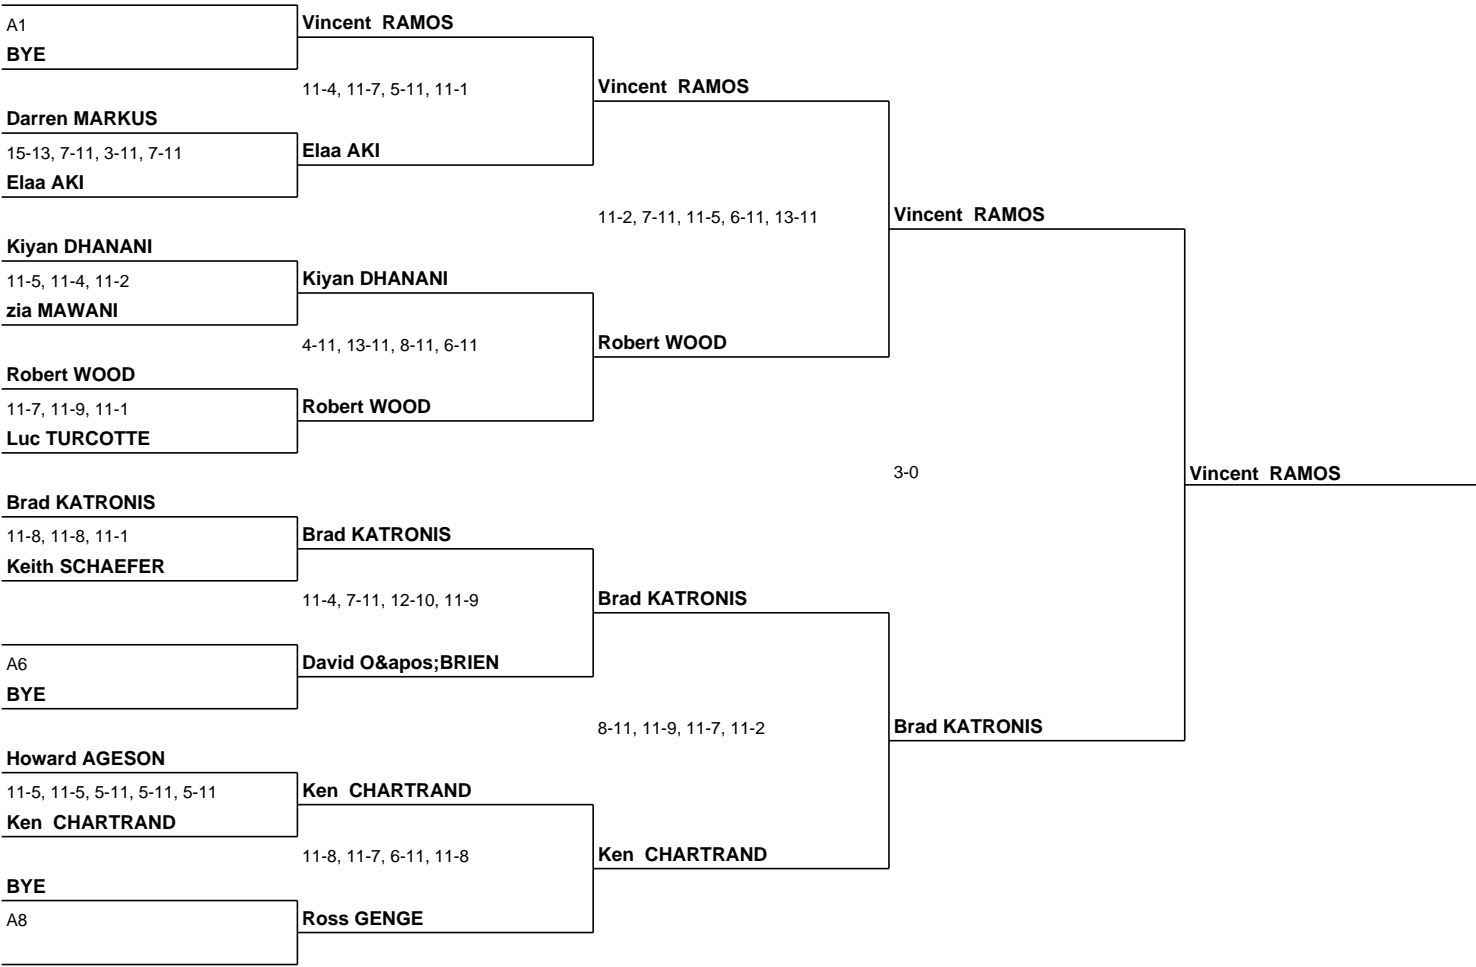 A1
BYE
Darren MARKUS
15-13, 7-11, 3-11, 7-11
Elaa AKI
Kiyan DHANANI
11-5, 11-4, 11-2
zia MAWANI
Robert WOOD
11-7, 11-9, 11-1
Luc TURCOTTE
Brad KATRONIS
11-8, 11-8, 11-1
Keith SCHAEFER
A6
BYE
Howard AGESON
11-5, 11-5, 5-11, 5-11, 5-11
Ken  CHARTRAND
BYE
A8
Vincent  RAMOS
11-4, 11-7, 5-11, 11-1
Elaa AKI
Kiyan DHANANI
4-11, 13-11, 8-11, 6-11
Robert WOOD
Brad KATRONIS
11-4, 7-11, 12-10, 11-9
David O&apos;BRIEN
Ken  CHARTRAND
11-8, 11-7, 6-11, 11-8
Ross GENGE
Vincent  RAMOS
11-2, 7-11, 11-5, 6-11, 13-11
Robert WOOD
Brad KATRONIS
8-11, 11-9, 11-7, 11-2
Ken  CHARTRAND
Vincent  RAMOS
3-0
Brad KATRONIS
Vincent  RAMOS